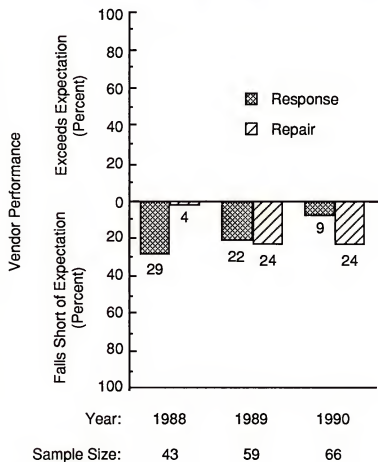 Vendor Performance
Exceeds Expectation
(Percent)
Falls Short of Expectation
(Percent)
100
80
60
40
20
0
20
40
60
80
100
Response
Repair
29
4
22
24
9
24
Year: 1988 1989 1990
Sample Size: 43 59 66